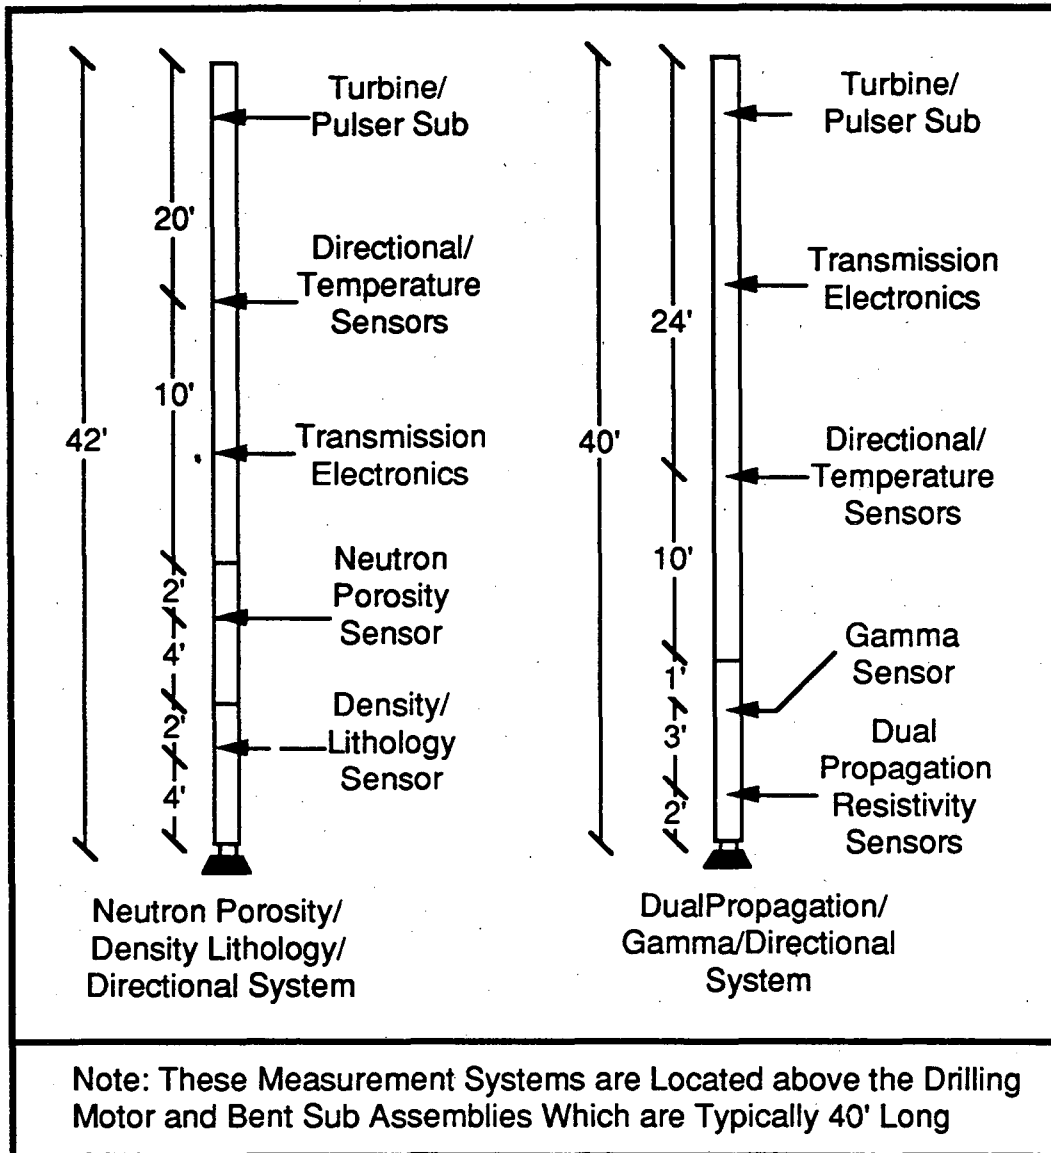 Turbine/
Pulser Sub
20'
Directional/
Temperature
Sensors
10'
42'
Transmission
Electronics
Neutron
Porosity
Sensor
2'
4'
Density/
Lithology
Sensor
2'
4'
Neutron Porosity/
Density Lithology/
Directional System
Turbine/
Pulser Sub
Transmission
Electronics
24'
40'
Directional/
Temperature
Sensors
10'
Gamma
Sensor
1'
3'
Dual
Propagation
Resistivity
Sensors
2'
DualPropagation/
Gamma/Directional
System
Note: These Measurement Systems are Located above the Drilling
Motor and Bent Sub Assemblies Which are Typically 40' Long